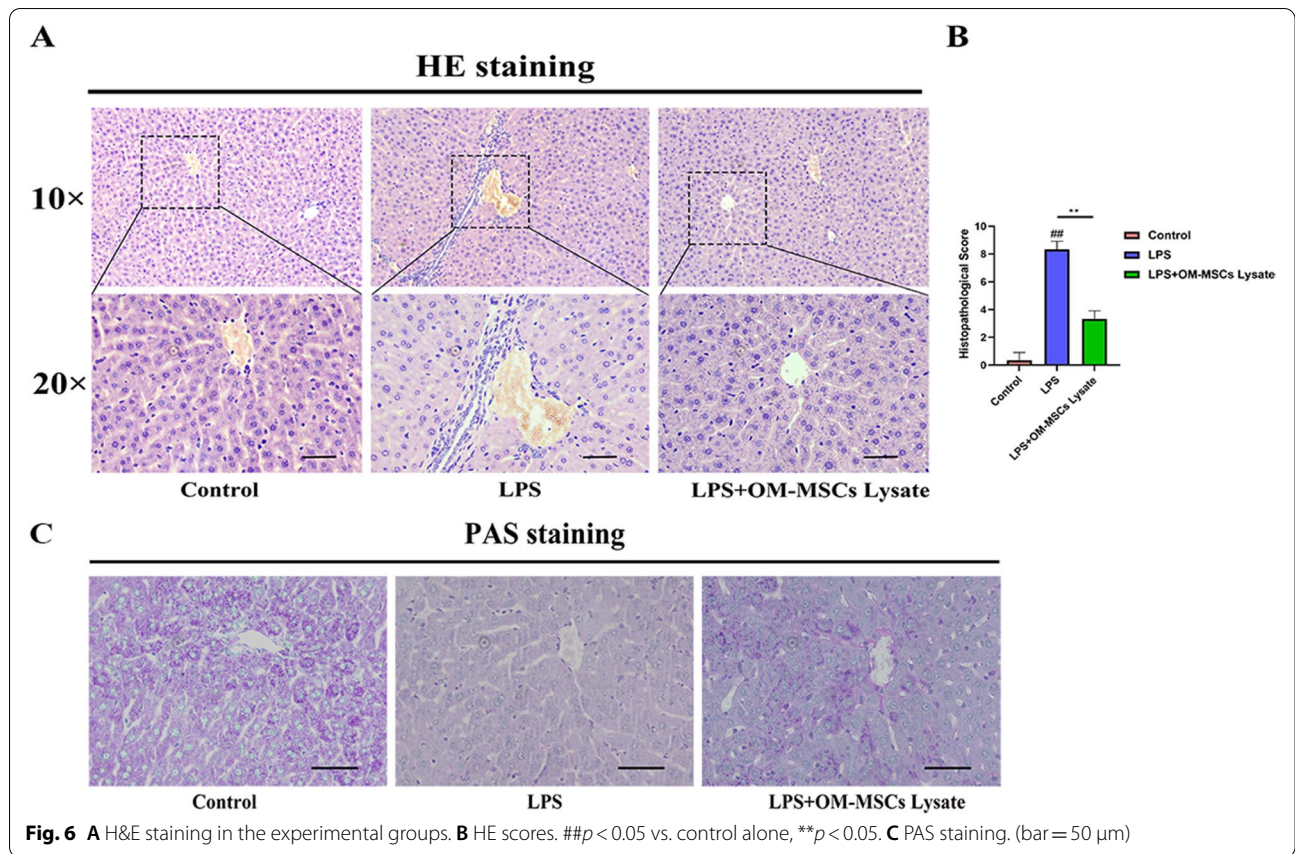 A
HE staining
10×
20×
Control
LPS
LPS+OM-MSCs Lysate
B
Histopathological Score
10
8
6
4
2
0
##
**
Control
LPS
LPS+OM-MSCs Lysate
Control
LPS
LPS+OM-MSCs Lysate
C
PAS staining
Control
LPS
LPS+OM-MSCs Lysate
Fig. 6 A H&E staining in the experimental groups. B HE scores. ##p < 0.05 vs. control alone, **p < 0.05. C PAS staining. (bar = 50 μm)